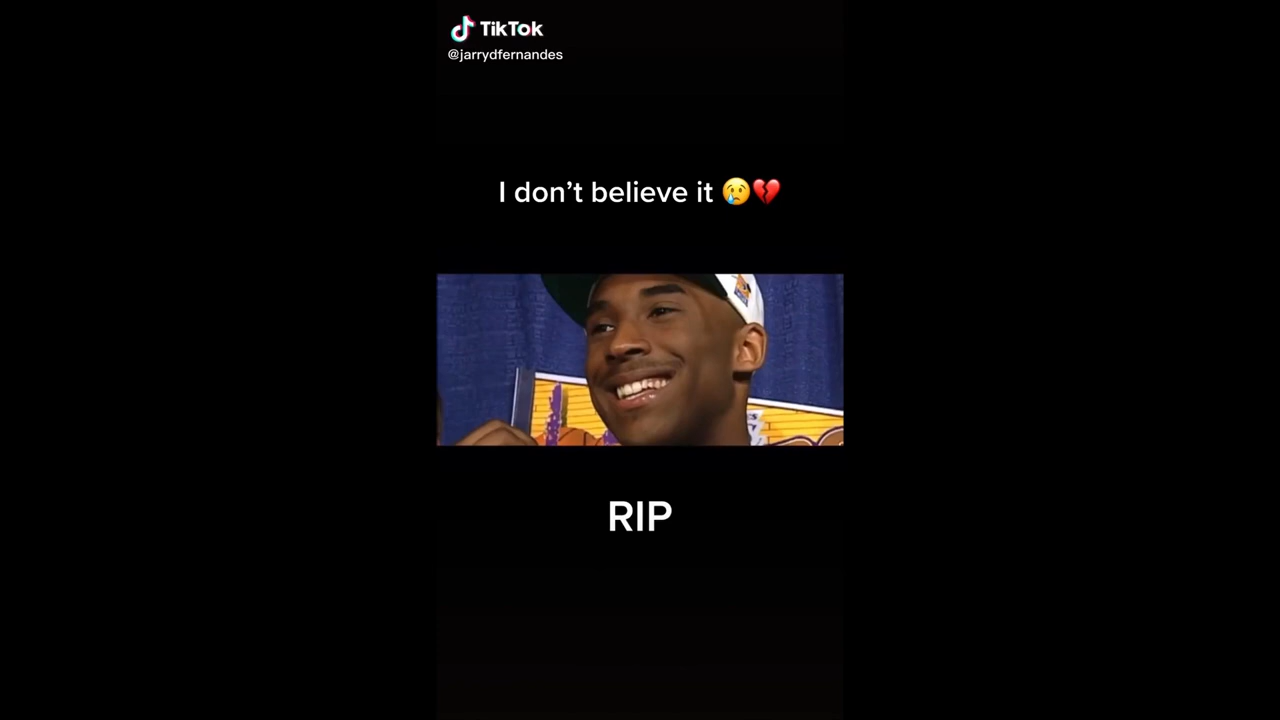 TikTok
@jarrydfernandes
I don’t believe it 😢💔
RIP